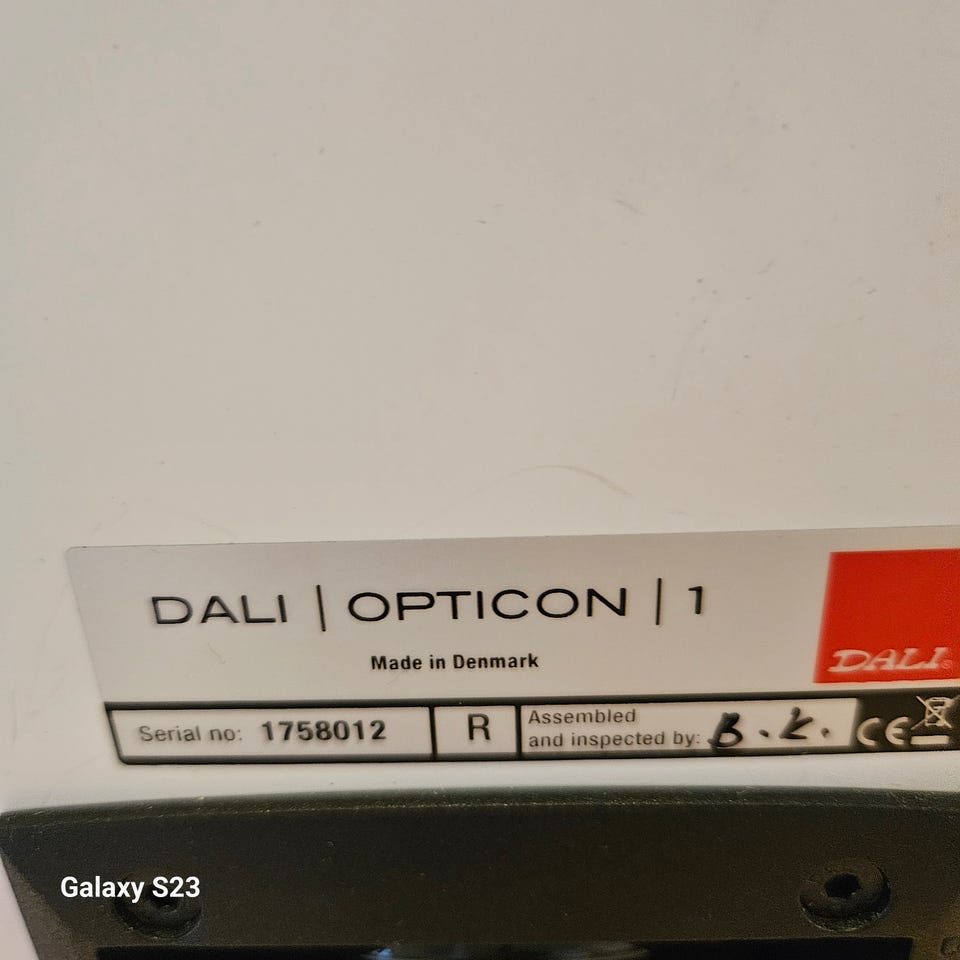 DALI | OPTICON | 1
Made in Denmark
DALI®
Serial no: 1758012
R
Assembled
and inspected by: B.K.
CE
Galaxy S23